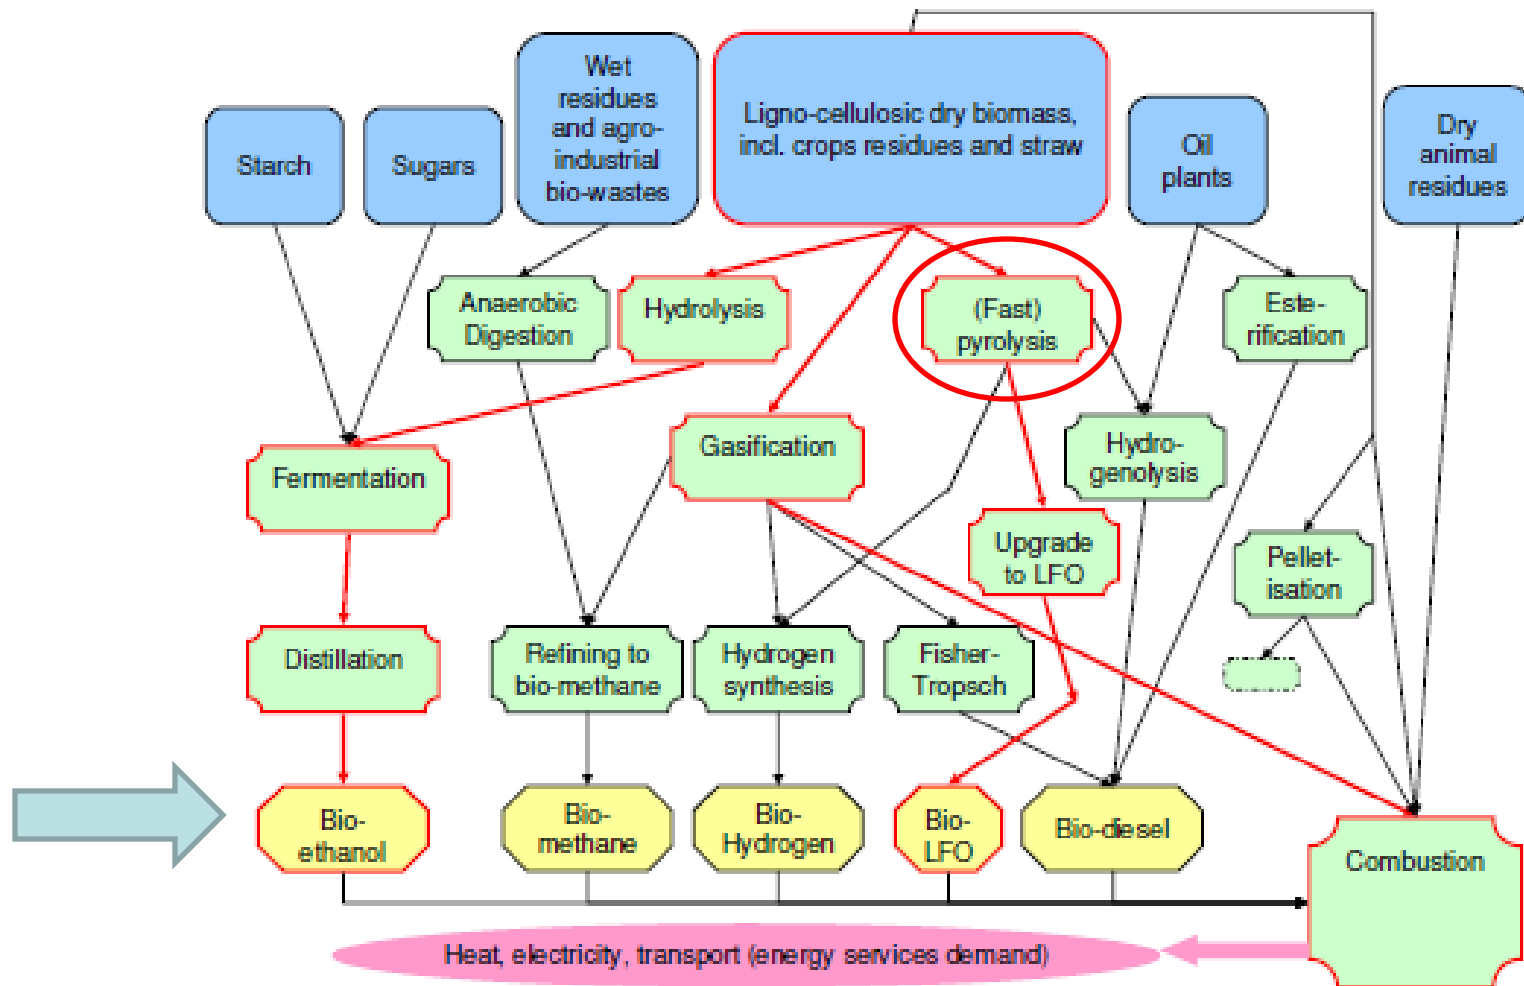 Starch
Sugars
Wet
residues
and agro-
industrial
bio-wastes
Ligno-cellulosic dry biomass,
incl. crops residues and straw
Oil
plants
Dry
animal
residues
Anaerobic
Digestion
Hydrolysis
(Fast)
pyrolysis
Este-
rification
Fermentation
Gasification
Hydro-
genolysis
Upgrade
to LFO
Pellet-
isation
Distillation
Refining to
bio-methane
Hydrogen
synthesis
Fisher-
Tropsch
Bio-
ethanol
Bio-
methane
Bio-
Hydrogen
Bio-
LFO
Bio-diesel
Combustion
Heat, electricity, transport (energy services demand)